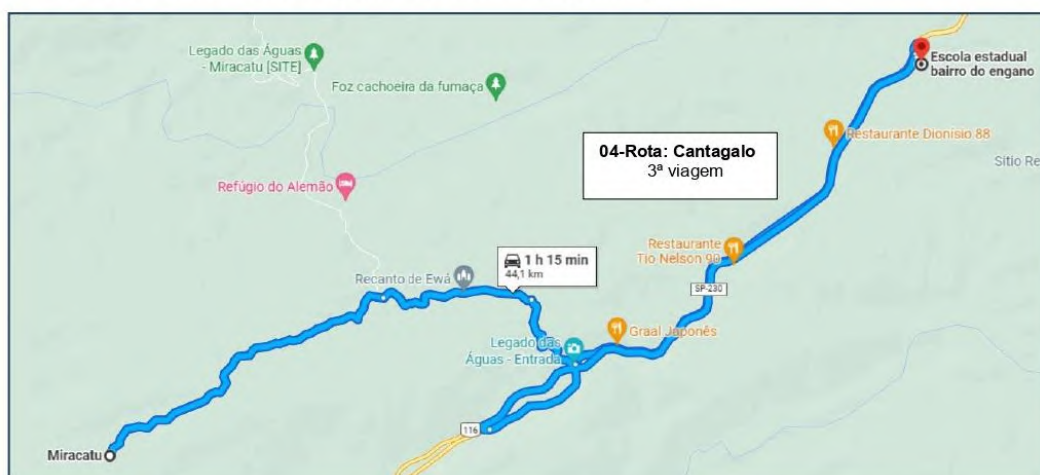 Legado das Águas
- Miracatu [SITE]
Foz cachoeira da fumaça
Escola estadual
bairro do engano
Restaurante Dionisio 88
04-Rota: Cantagalo
3ª viagem
Sitio Re
Refúgio do Alemão
Restaurante
Tio Nelson 90
1 h 15 min
44,1 km
Recanto de Ewá
SP-230
Graal Japonês
Legado das
Águas - Entrada
116
Miracatu